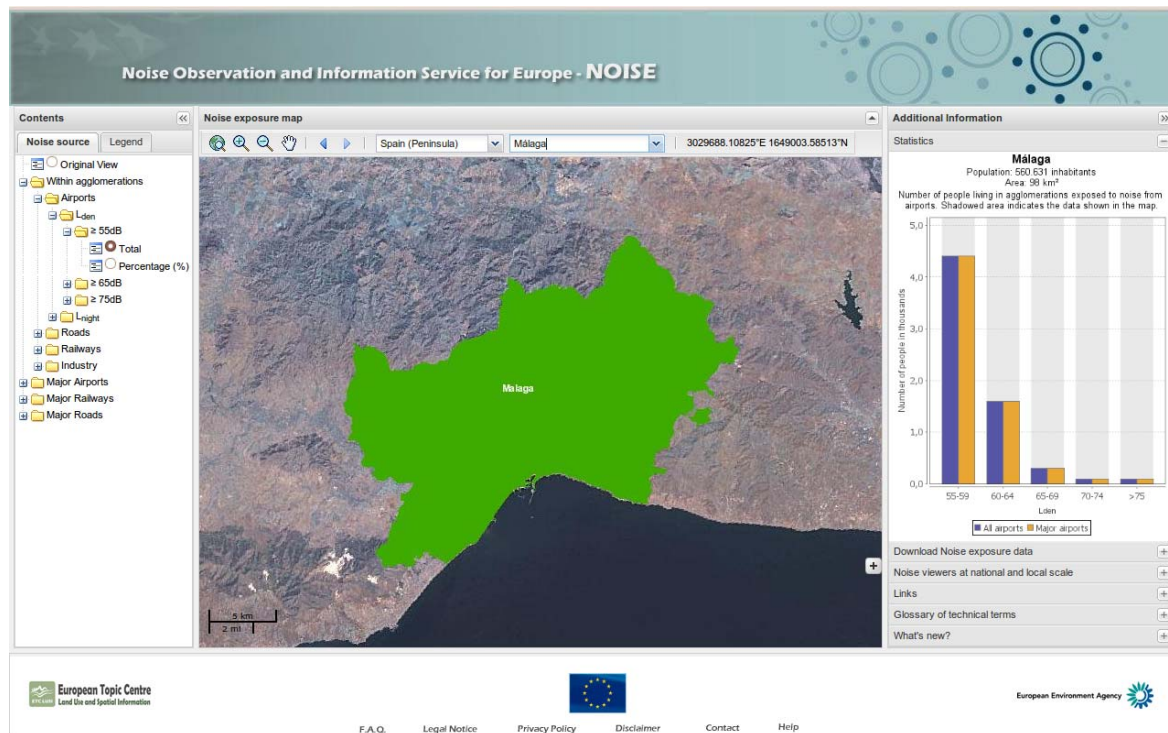 Noise Observation and Information Service for Europe - NOISE
Contents
Noise source
Legend
Original View
Within agglomerations
Airports
Lden
≥ 55dB
Total
Percentage (%)
≥ 65dB
≥ 75dB
Lnight
Roads
Railways
Industry
Major Airports
Major Railways
Major Roads
Noise exposure map
Spain (Peninsula)
Málaga
3029688.10825°E 1649003.58513°N
Malaga
5 km
2 mi
Additional Information
Statistics
Málaga
Population: 560.631 inhabitants
Area: 98 km²
Number of people living in agglomerations exposed to noise from
airports. Shadowed area indicates the data shown in the map.
Number of people in thousands
5,0
4,0
3,0
2,0
1,0
0,0
55-59 60-64 65-69 70-74 >75
Lden
All airports Major airports
Download Noise exposure data
Noise viewers at national and local scale
Links
Glossary of technical terms
What's new?
ETC LUSI
European Topic Centre
Land Use and Spatial Information
European Environment Agency
F.A.Q. Legal Notice Privacy Policy Disclaimer Contact Help